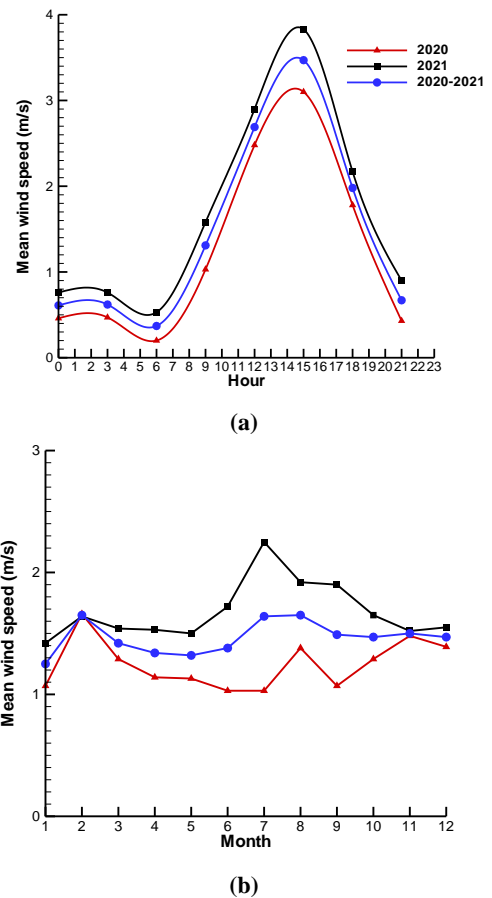 4
3
2
1
0
Mean wind speed (m/s)
2020
2021
2020-2021
0 1 2 3 4 5 6 7 8 9 10 11 12 13 14 15 16 17 18 19 20 21 22 23
Hour
(a)
3
2
1
0
Mean wind speed (m/s)
1 2 3 4 5 6 7 8 9 10 11 12
Month
(b)